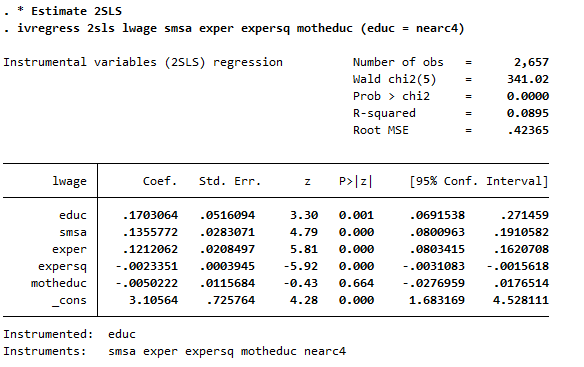 . * Estimate 2SLS
. ivregress 2sls lwage smsa exper expersq motheduc (educ = nearc4)
Instrumental variables (2SLS) regression Number of obs = 2,657
Wald chi2(5) = 341.02
Prob > chi2 = 0.0000
R-squared = 0.0895
Root MSE = .42365
lwage Coef. Std. Err. z P>|z| [95% Conf. Interval]
educ .1703064 .0516094 3.30 0.001 .0691538 .271459
smsa .1355772 .0283071 4.79 0.000 .0800963 .1910582
exper .1212062 .0208497 5.81 0.000 .0803415 .1620708
expersq -.0023351 .0003945 -5.92 0.000 -.0031083 -.0015618
motheduc -.0050222 .0115684 -0.43 0.664 -.0276959 .0176514
_cons 3.10564 .725764 4.28 0.000 1.683169 4.528111
Instrumented: educ
Instruments: smsa exper expersq motheduc nearc4